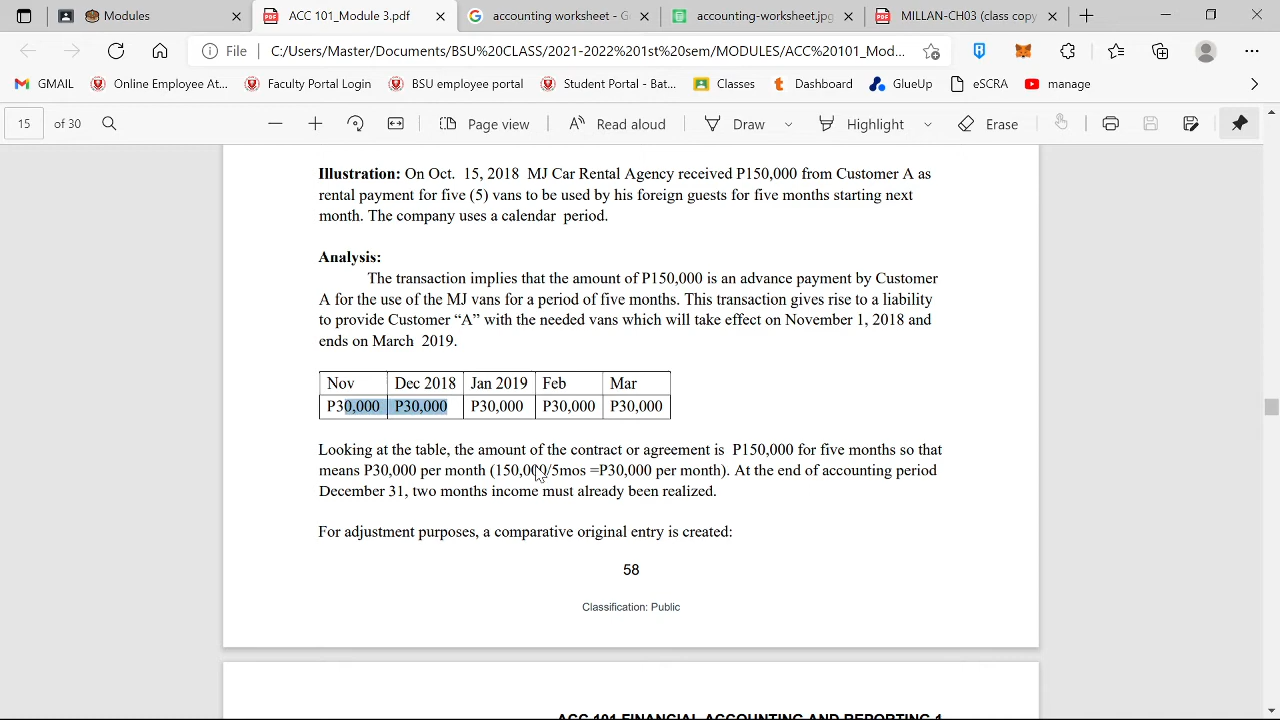 Modules
ACC 101_Module 3.pdf
accounting worksheet - G
accounting-worksheet.jpg
MILLAN-CH03 (class copy
File
C:/Users/Master/Documents/BSU%20CLASS/2021-2022%201st%20sem/MODULES/ACC%20101_Mod...
GMAIL
Online Employee At...
Faculty Portal Login
BSU employee portal
Student Portal - Bat...
Classes
Dashboard
GlueUp
eSCRA
manage
15 of 30
Page view
Read aloud
Draw
Highlight
Erase
Illustration: On Oct. 15, 2018 MJ Car Rental Agency received P150,000 from Customer A as
rental payment for five (5) vans to be used by his foreign guests for five months starting next
month. The company uses a calendar period.
Analysis:
The transaction implies that the amount of P150,000 is an advance payment by Customer
A for the use of the MJ vans for a period of five months. This transaction gives rise to a liability
to provide Customer “A” with the needed vans which will take effect on November 1, 2018 and
ends on March 2019.
Nov Dec 2018 Jan 2019 Feb Mar
P30,000 P30,000 P30,000 P30,000 P30,000
Looking at the table, the amount of the contract or agreement is P150,000 for five months so that
means P30,000 per month (150,000/5mos =P30,000 per month). At the end of accounting period
December 31, two months income must already been realized.
For adjustment purposes, a comparative original entry is created:
58
Classification: Public
ACC 101 FINANCIAL ACCOUNTING AND REPORTING 1